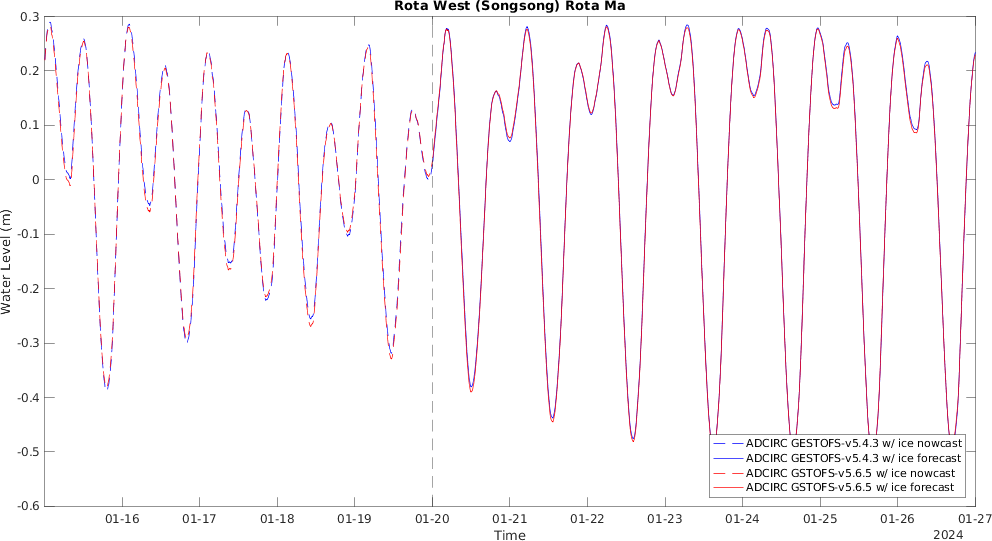 Rota West (Songsong) Rota Ma
0.3
0.2
0.1
0
-0.1
-0.2
-0.3
-0.4
-0.5
-0.6
Water Level (m)
ADCIRC GESTOFS-v5.4.3 w/ ice nowcast
ADCIRC GESTOFS-v5.4.3 w/ ice forecast
ADCIRC GSTOFS-v5.6.5 w/ ice nowcast
ADCIRC GSTOFS-v5.6.5 w/ ice forecast
01-16 01-17 01-18 01-19 01-20 01-21 01-22 01-23 01-24 01-25 01-26 01-27
Time
2024